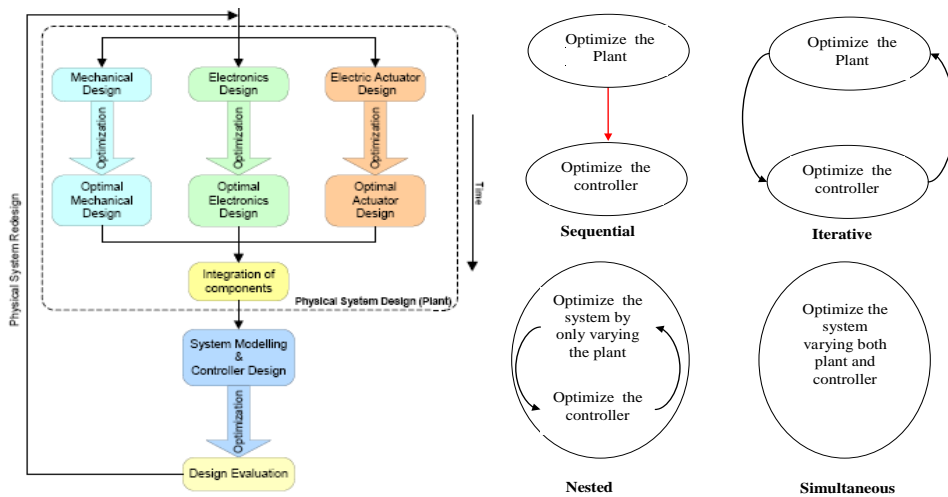 Physical System Redesign
Mechanical
Design
Electronics
Design
Electric Actuator
Design
Optimization
Optimization
Optimization
Optimal
Mechanical
Design
Optimal
Electronics
Design
Optimal
Actuator
Design
Time
Integration of
components
Physical System Design (Plant)
System Modelling
&
Controller Design
Optimization
Design Evaluation
Optimize the
Plant
Optimize the
controller
Sequential
Optimize the
Plant
Optimize the
controller
Iterative
Optimize the
system by
only varying
the plant
Optimize the
controller
Nested
Optimize the
system
varying both
plant and
controller
Simultaneous